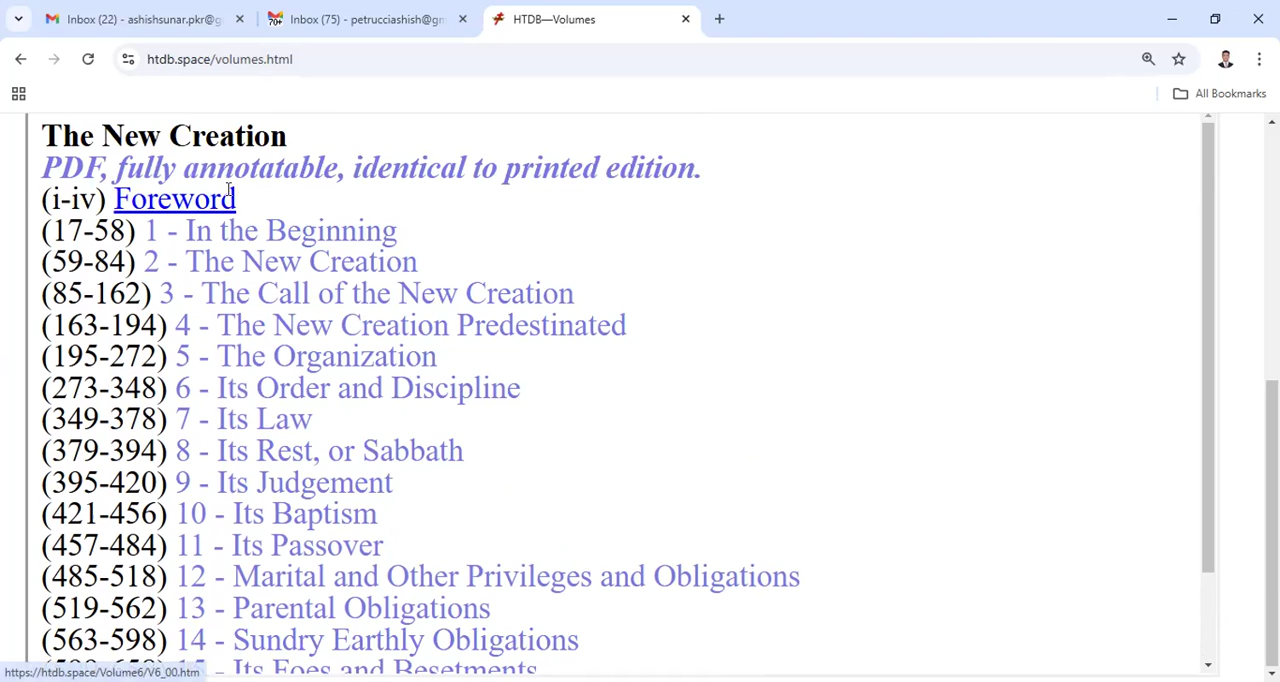 Inbox (22) - ashishsunar.pkr@g
70+
Inbox (75) - petrucciashish@gm
HTDB—Volumes
htdb.space/volumes.html
All Bookmarks
The New Creation
PDF, fully annotatable, identical to printed edition.
(i-iv) Foreword
(17-58) 1 - In the Beginning
(59-84) 2 - The New Creation
(85-162) 3 - The Call of the New Creation
(163-194) 4 - The New Creation Predestinated
(195-272) 5 - The Organization
(273-348) 6 - Its Order and Discipline
(349-378) 7 - Its Law
(379-394) 8 - Its Rest, or Sabbath
(395-420) 9 - Its Judgement
(421-456) 10 - Its Baptism
(457-484) 11 - Its Passover
(485-518) 12 - Marital and Other Privileges and Obligations
(519-562) 13 - Parental Obligations
(563-598) 14 - Sundry Earthly Obligations
Its Foes and Besetments
https://htdb.space/Volume6/V6_00.htm